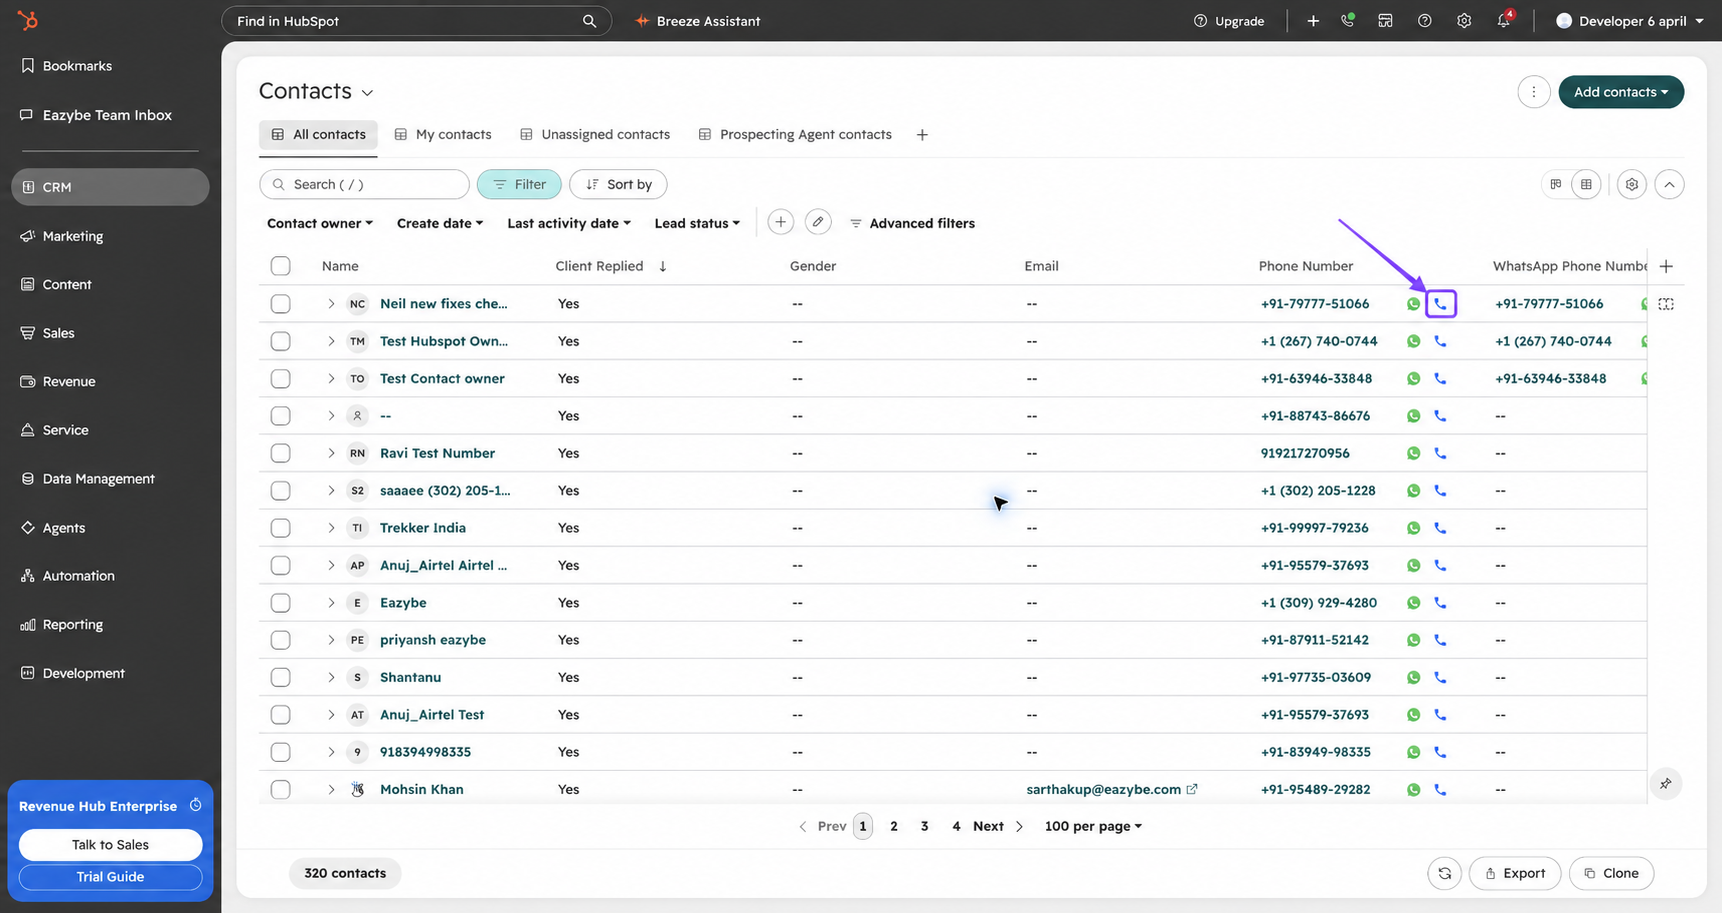 Find in HubSpot
Breeze Assistant
Upgrade
4
Developer 6 april
Bookmarks
Eazybe Team Inbox
CRM
Marketing
Content
Sales
Revenue
Service
Data Management
Agents
Automation
Reporting
Development
Revenue Hub Enterprise
Talk to Sales
Trial Guide
Contacts
Add contacts
All contacts My contacts Unassigned contacts Prospecting Agent contacts
Search ( / ) Filter Sort by
Contact owner Create date Last activity date Lead status Advanced filters
Name Client Replied Gender Email Phone Number WhatsApp Phone Numbe
NC Neil new fixes che... Yes -- -- +91-79777-51066 +91-79777-51066
TM Test Hubspot Own... Yes -- -- +1 (267) 740-0744 +1 (267) 740-0744
TO Test Contact owner Yes -- -- +91-63946-33848 +91-63946-33848
-- Yes -- -- +91-88743-86676 --
RN Ravi Test Number Yes -- -- 919217270956 --
S2 saaaee (302) 205-1... Yes -- -- +1 (302) 205-1228 --
TI Trekker India Yes -- -- +91-99997-79236 --
AP Anuj_Airtel Airtel ... Yes -- -- +91-95579-37693 --
E Eazybe Yes -- -- +1 (309) 929-4280 --
PE priyansh eazybe Yes -- -- +91-87911-52142 --
S Shantanu Yes -- -- +91-97735-03609 --
AT Anuj_Airtel Test Yes -- -- +91-95579-37693 --
9 918394998335 Yes -- -- +91-83949-98335 --
Mohsin Khan Yes -- sarthakup@eazybe.com +91-95489-29282 --
Prev 1 2 3 4 Next 100 per page
320 contacts
Export Clone